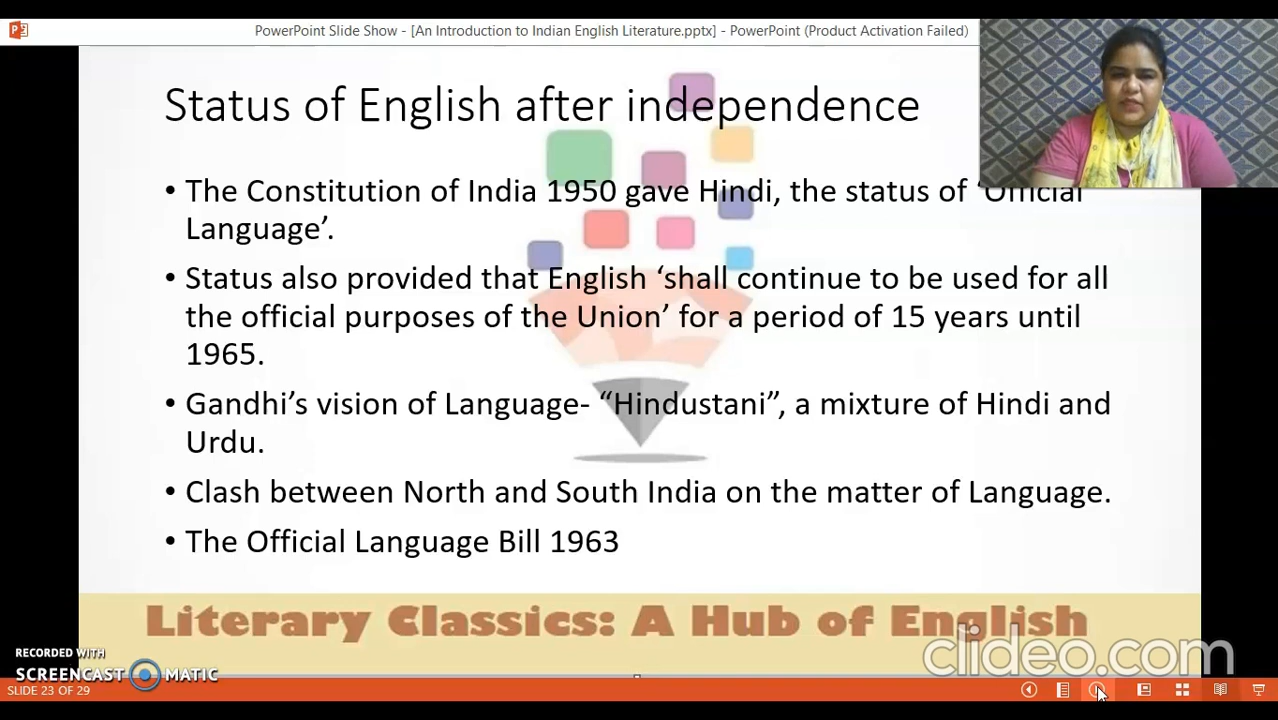 PowerPoint Slide Show - [An Introduction to Indian English Literature.pptx] - PowerPoint (Product Activation Failed)
Status of English after independence
• The Constitution of India 1950 gave Hindi, the status of ‘Official
Language’.
• Status also provided that English ‘shall continue to be used for all
the official purposes of the Union’ for a period of 15 years until
1965.
• Gandhi’s vision of Language- “Hindustani”, a mixture of Hindi and
Urdu.
• Clash between North and South India on the matter of Language.
• The Official Language Bill 1963
Literary Classics: A Hub of English
clideo.com
RECORDED WITH
SCREENCAST MATIC
SLIDE 23 OF 29